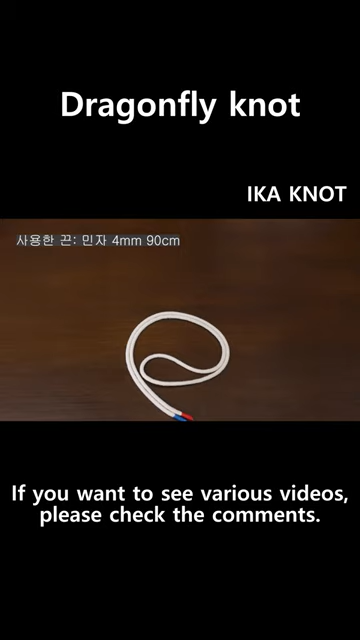 Dragonfly knot
IKA KNOT
사용한 끈: 민자 4mm 90cm
If you want to see various videos,
please check the comments.